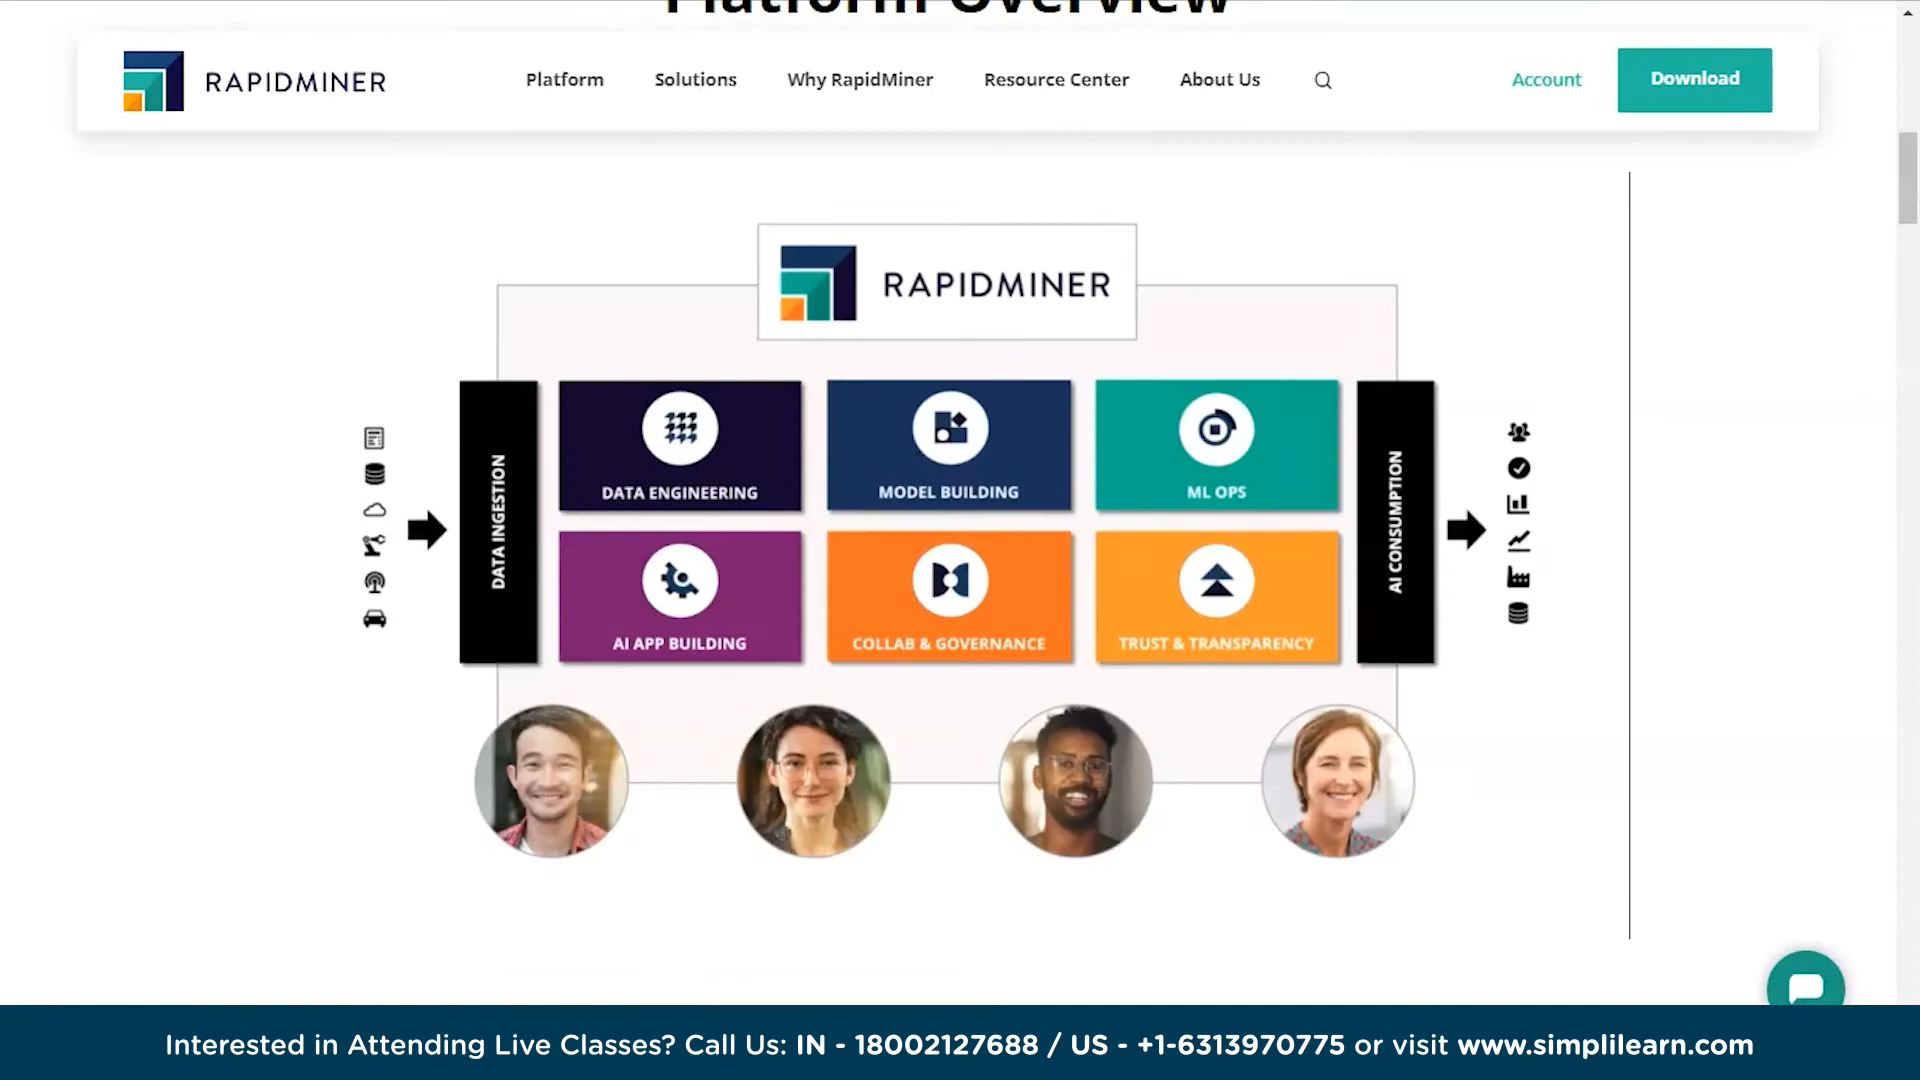 Platform Overview
RAPIDMINER
Platform
Solutions
Why RapidMiner
Resource Center
About Us
Account
Download
RAPIDMINER
DATA INGESTION
DATA ENGINEERING
MODEL BUILDING
ML OPS
AI CONSUMPTION
AI APP BUILDING
COLLAB & GOVERNANCE
TRUST & TRANSPARENCY
Interested in Attending Live Classes? Call Us: IN - 18002127688 / US - +1-6313970775 or visit www.simplilearn.com